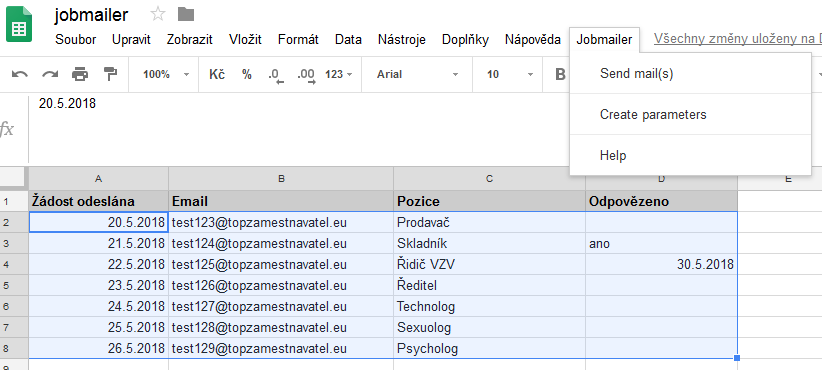 jobmailer
Soubor Upravit Zobrazit Vložit Formát Data Nástroje Doplňky Nápověda Jobmailer Všechny změny uloženy na D
100% Kč % .0 .00 123 Arial 10 B
Send mail(s)
fx 20.5.2018
Create parameters
Help
A B C D E
1 Žádost odeslána Email Pozice Odpovězeno
2 20.5.2018 test123@topzamestnavatel.eu Prodavač
3 21.5.2018 test124@topzamestnavatel.eu Skladník ano
4 22.5.2018 test125@topzamestnavatel.eu Řidič VZV 30.5.2018
5 23.5.2018 test126@topzamestnavatel.eu Ředitel
6 24.5.2018 test127@topzamestnavatel.eu Technolog
7 25.5.2018 test128@topzamestnavatel.eu Sexuolog
8 26.5.2018 test129@topzamestnavatel.eu Psycholog